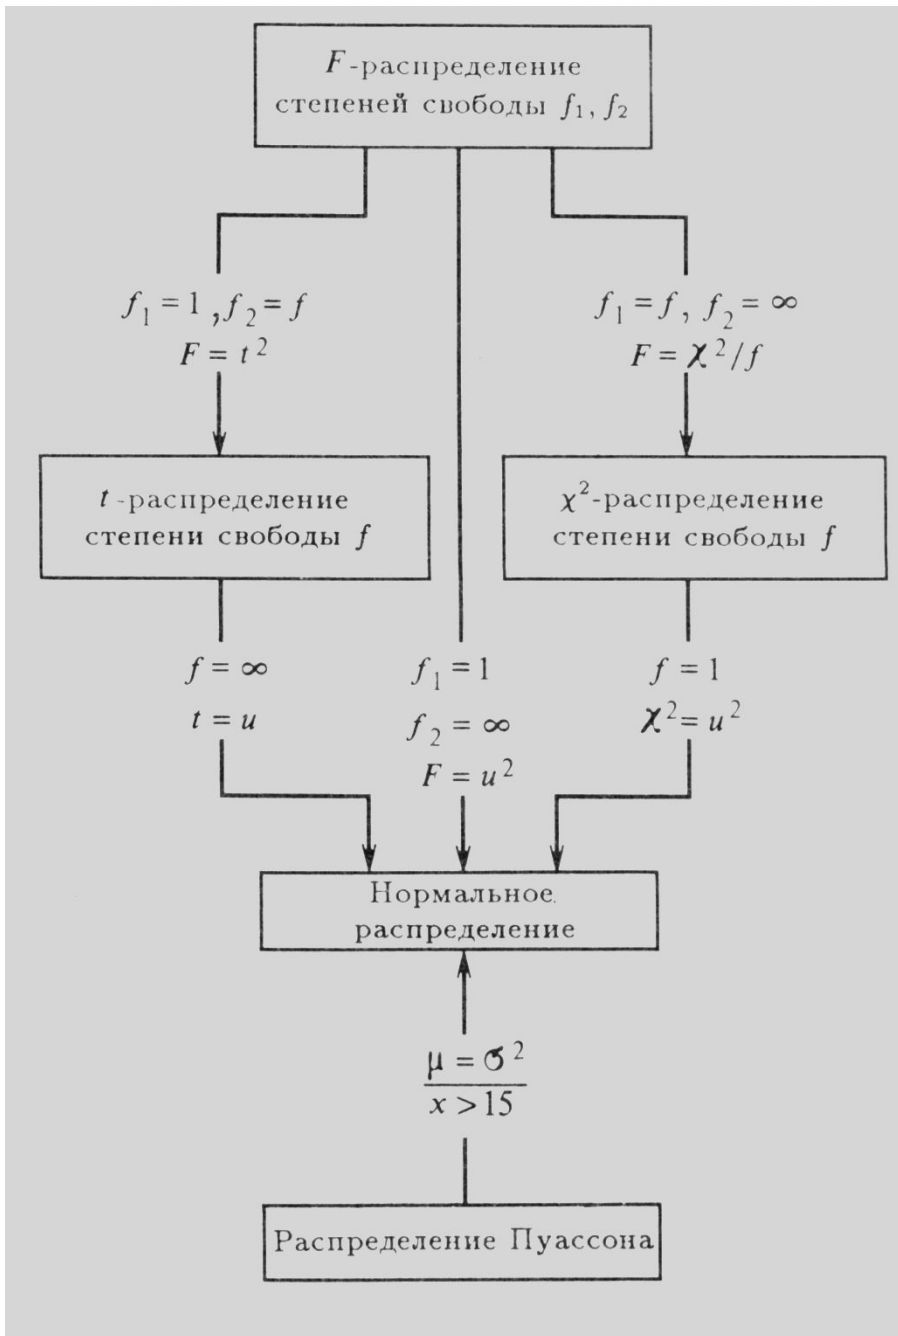 F-распределение
степеней свободы f₁, f₂
f₁ = 1 , f₂ = f
F = t²
f₁ = f, f₂ = ∞
F = χ²/f
t-распределение
степени свободы f
χ²-распределение
степени свободы f
f = ∞
t = u
f₁ = 1
f₂ = ∞
F = u²
f = 1
χ² = u²
Нормальное
распределение
μ = σ²
x > 15
Распределение Пуассона